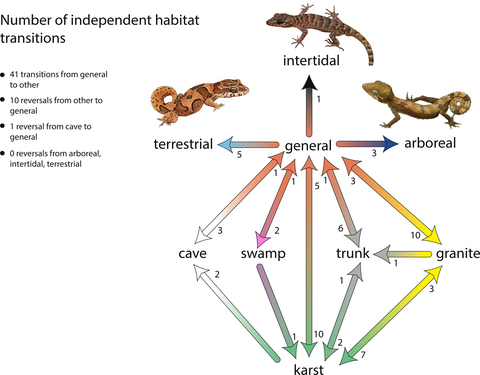 Number of independent habitat
transitions
41 transitions from general
to other
10 reversals from other to
general
1 reversal from cave to
general
0 reversals from arboreal,
intertidal, terrestrial
intertidal
1
terrestrial
5
general
3
arboreal
1
1
5
1
3
3
2
6
10
cave
swamp
trunk
1
granite
2
1
3
1
10
2
7
karst